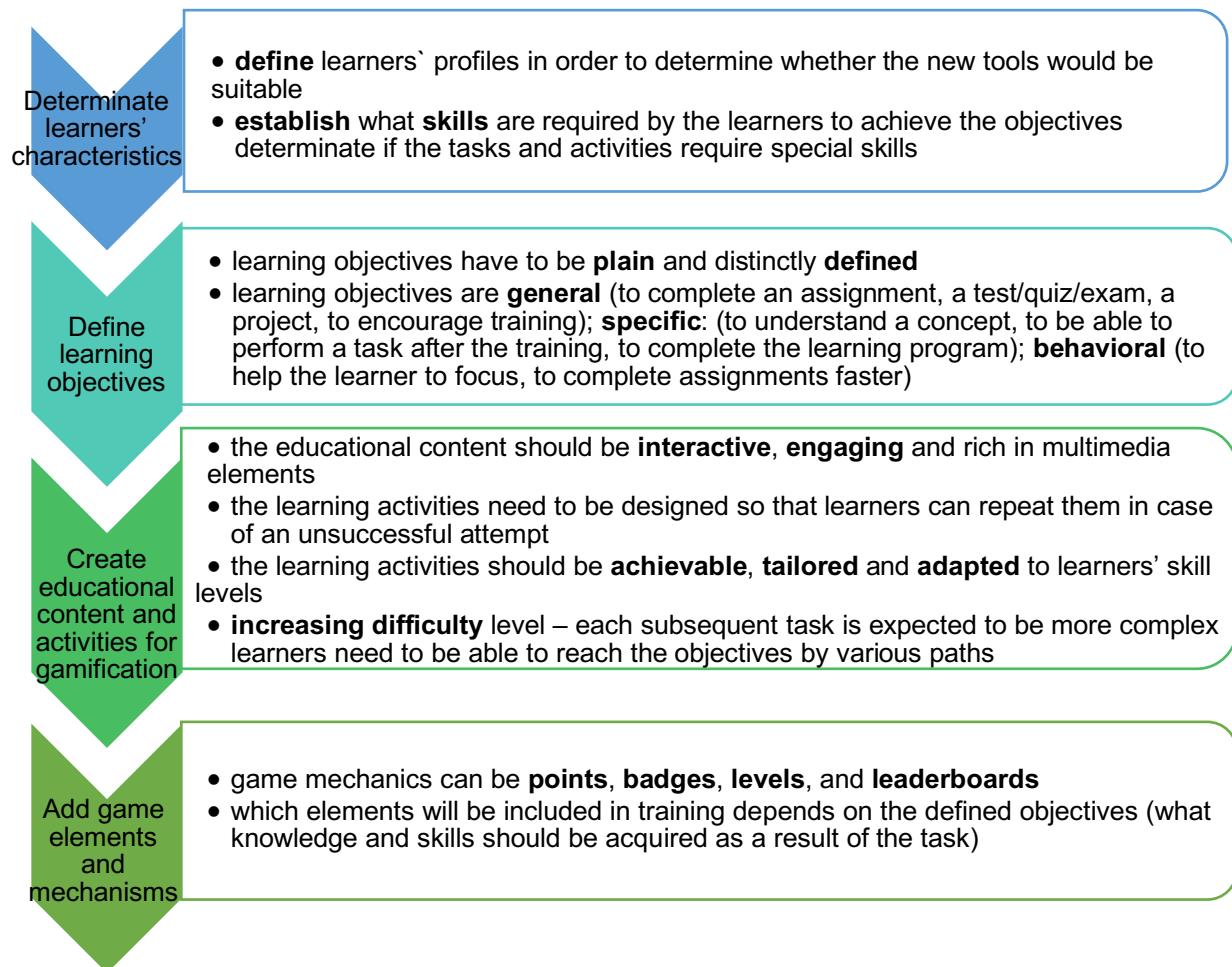 Determinate
learners’
characteristics
• define learners` profiles in order to determine whether the new tools would be
suitable
• establish what skills are required by the learners to achieve the objectives
determinate if the tasks and activities require special skills
Define
learning
objectives
• learning objectives have to be plain and distinctly defined
• learning objectives are general (to complete an assignment, a test/quiz/exam, a
project, to encourage training); specific: (to understand a concept, to be able to
perform a task after the training, to complete the learning program); behavioral (to
help the learner to focus, to complete assignments faster)
Create
educational
content and
activities for
gamification
• the educational content should be interactive, engaging and rich in multimedia
elements
• the learning activities need to be designed so that learners can repeat them in case
of an unsuccessful attempt
• the learning activities should be achievable, tailored and adapted to learners’ skill
levels
• increasing difficulty level – each subsequent task is expected to be more complex
learners need to be able to reach the objectives by various paths
Add game
elements
and
mechanisms
• game mechanics can be points, badges, levels, and leaderboards
• which elements will be included in training depends on the defined objectives (what
knowledge and skills should be acquired as a result of the task)